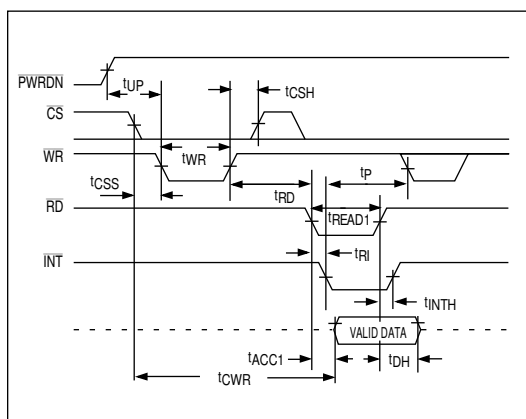 PWRDN
tUP
CS
tCSH
WR
tWR
tCSS
tP
tRD
RD
tREAD1
tRI
INT
tINTH
VALID DATA
tACC1
tDH
tCWR